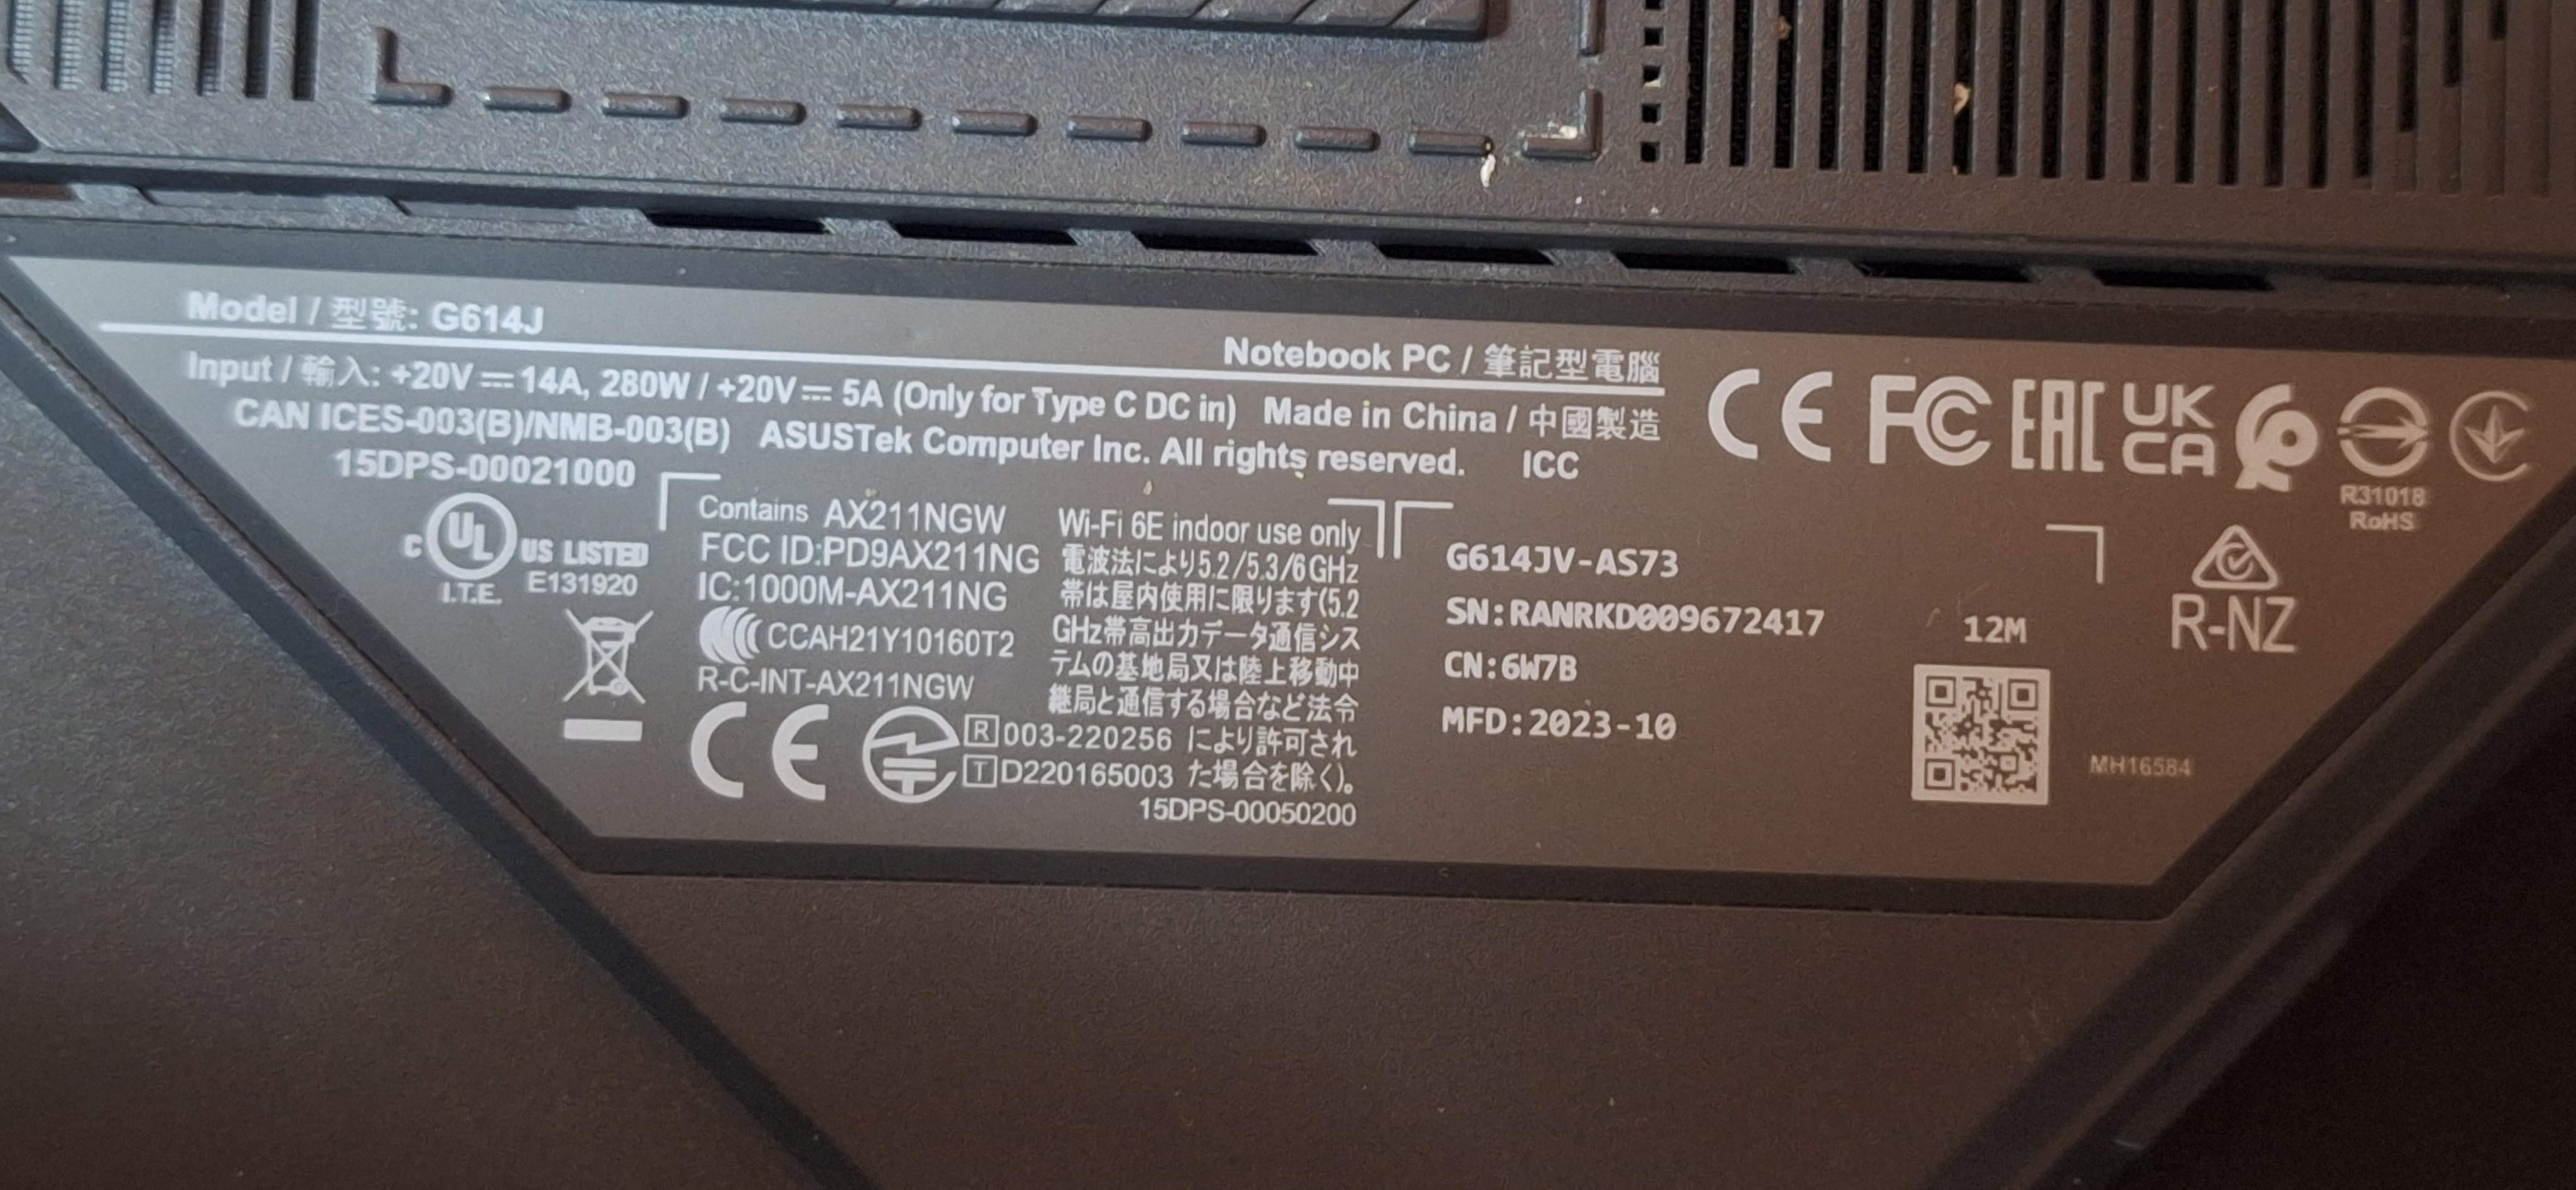 Model / 型號: G614J
Notebook PC / 筆記型電腦
Input / 輸入: +20V ⎓ 14A, 280W / +20V ⎓ 5A (Only for Type C DC in) Made in China / 中國製造
CAN ICES-003(B)/NMB-003(B) ASUSTek Computer Inc. All rights reserved. ICC
15DPS-00021000
CE FC EAC UK CA
R31018
RoHS
C UL US LISTED
I.T.E. E131920
Contains AX211NGW
FCC ID:PD9AX211NG
IC:1000M-AX211NG
CCAH21Y10160T2
R-C-INT-AX211NGW
CE
R 003-220256
T D220165003
Wi-Fi 6E indoor use only
電波法により5.2/5.3/6GHz
帯は屋内使用に限ります(5.2
GHz帯高出力データ通信シス
テムの基地局又は陸上移動中
継局と通信する場合など法令
により許可され
た場合を除く)。
15DPS-00050200
G614JV-AS73
SN:RANRKD009672417
CN:6W7B
MFD:2023-10
12M
R-NZ
MH16584